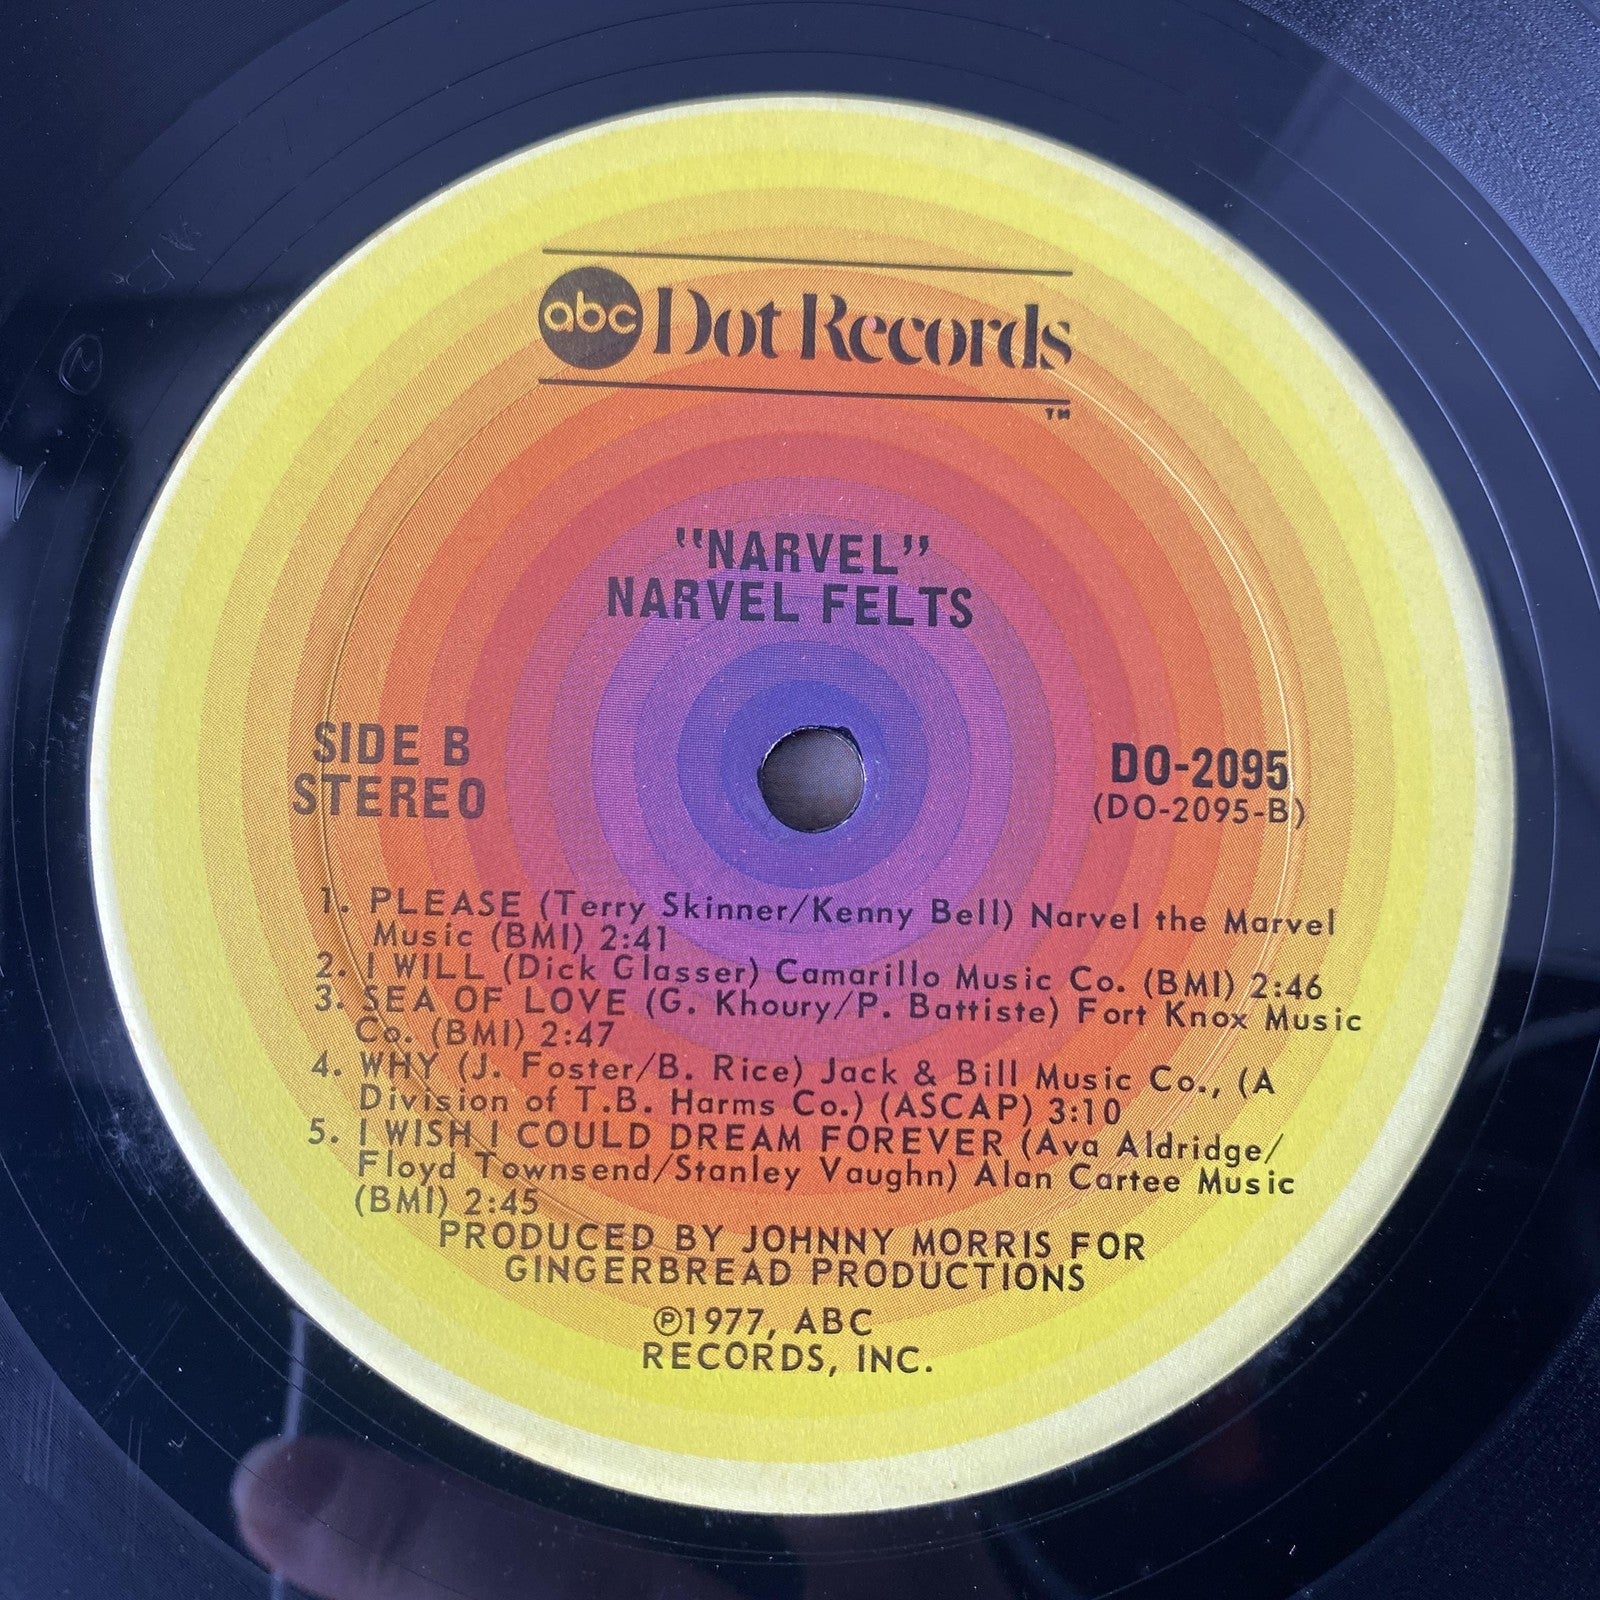 abc Dot Records
TM
"NARVEL"
NARVEL FELTS
SIDE B
STEREO
DO-2095
(DO-2095-B)
1. PLEASE (Terry Skinner/Kenny Bell) Narvel the Marvel
Music (BMI) 2:41
2. I WILL (Dick Glasser) Camarillo Music Co. (BMI) 2:46
3. SEA OF LOVE (G. Khoury/P. Battiste) Fort Knox Music
Co. (BMI) 2:47
4. WHY (J. Foster/B. Rice) Jack & Bill Music Co., (A
Division of T.B. Harms Co.) (ASCAP) 3:10
5. I WISH I COULD DREAM FOREVER (Ava Aldridge/
Floyd Townsend/Stanley Vaughn) Alan Cartee Music
(BMI) 2:45
PRODUCED BY JOHNNY MORRIS FOR
GINGERBREAD PRODUCTIONS
℗1977, ABC
RECORDS, INC.